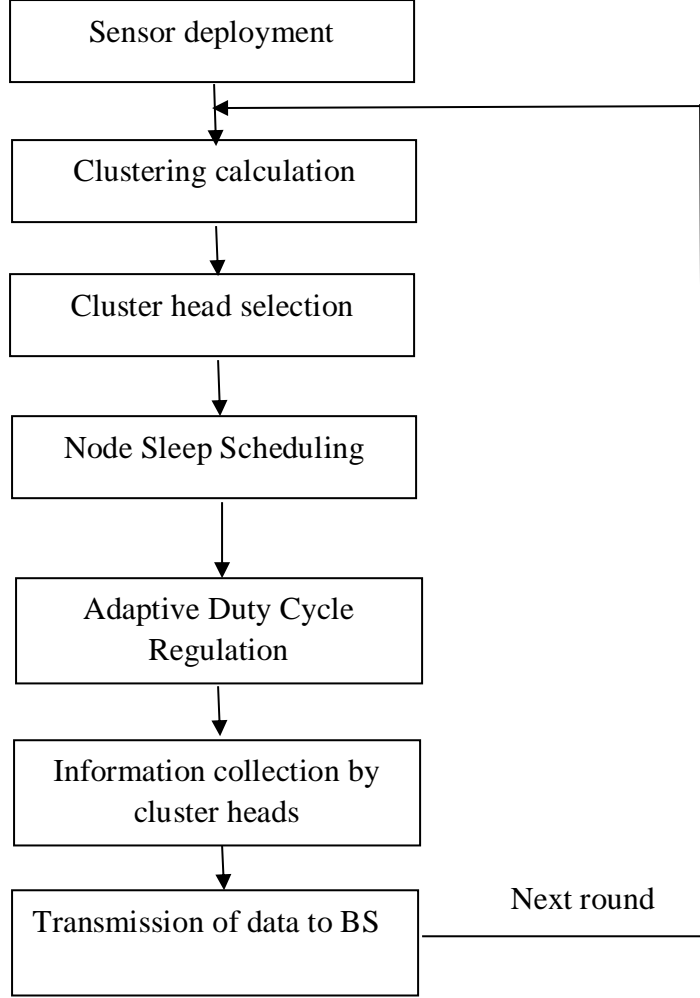 Sensor deployment
Clustering calculation
Cluster head selection
Node Sleep Scheduling
Adaptive Duty Cycle
Regulation
Information collection by
cluster heads
Transmission of data to BS
Next round